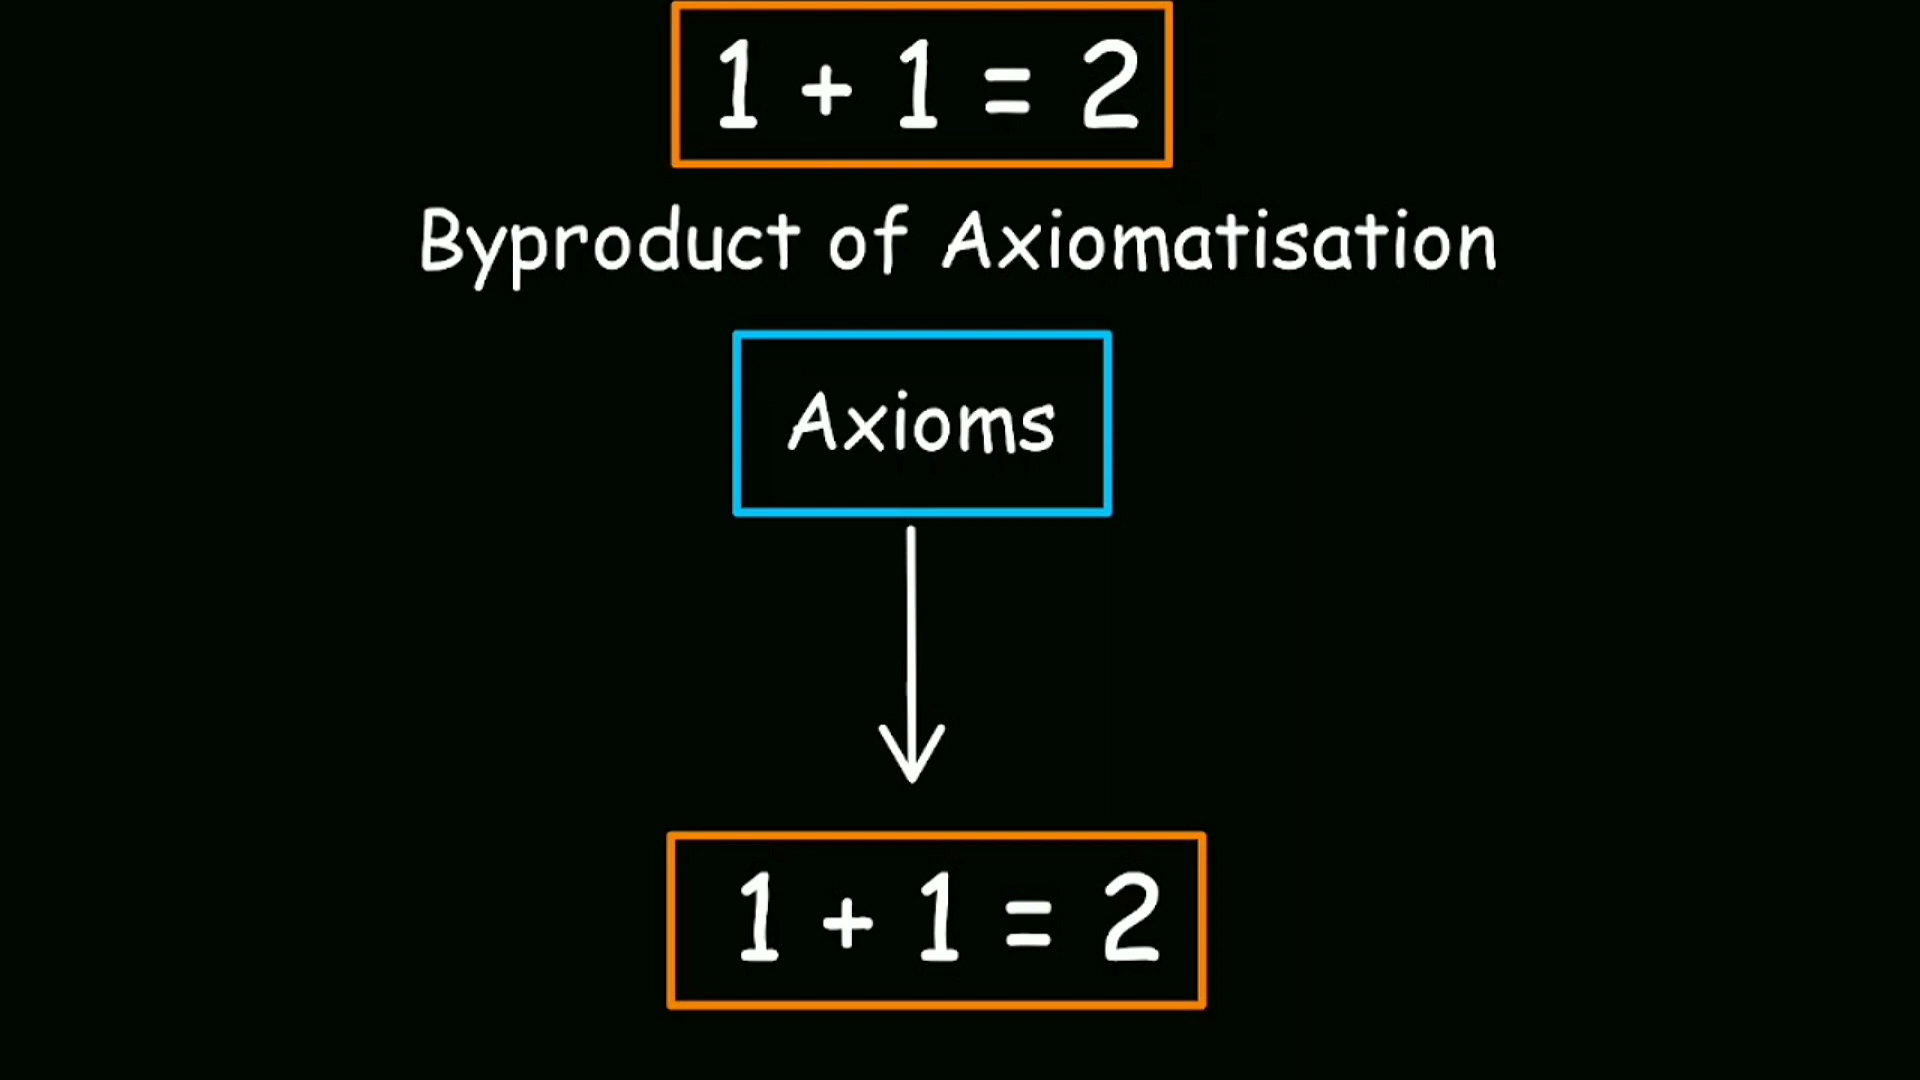 1 + 1 = 2
Byproduct of Axiomatisation
Axioms
1 + 1 = 2